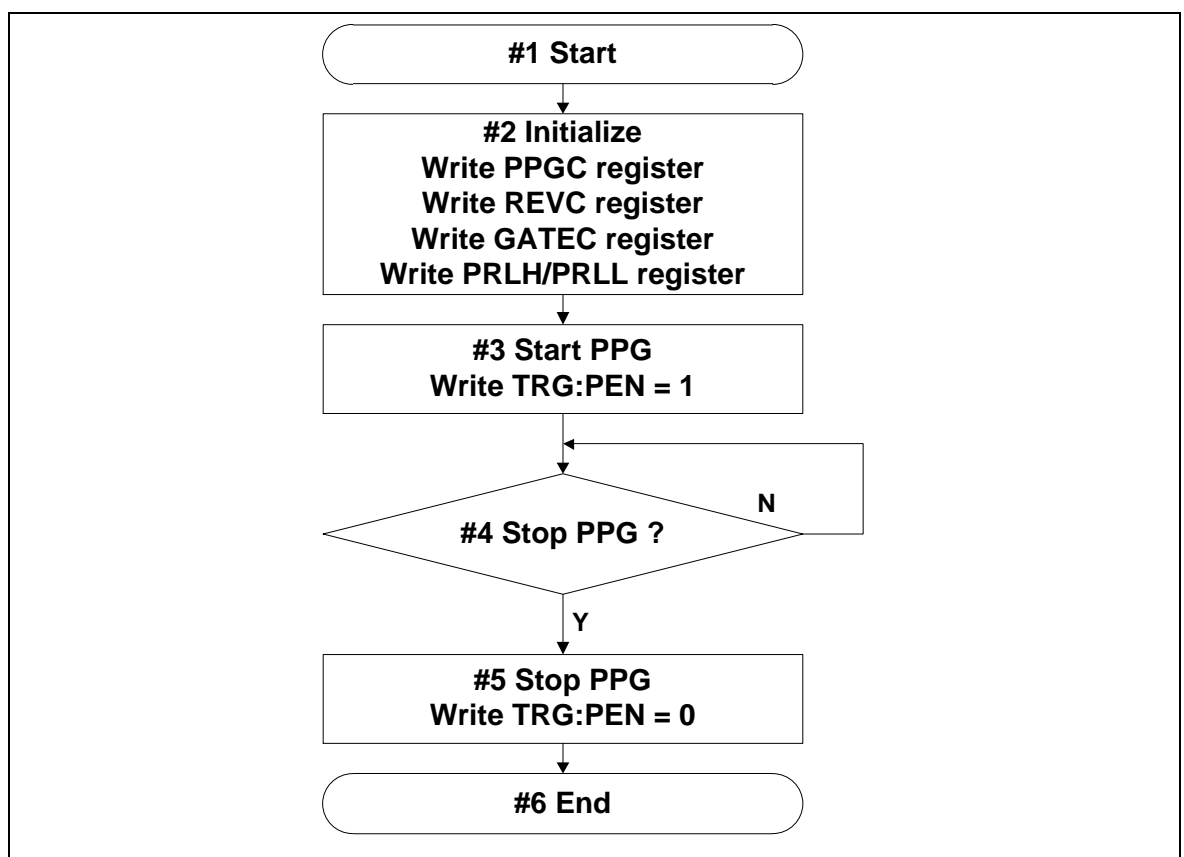 #1 Start
#2 Initialize
Write PPGC register
Write REVC register
Write GATEC register
Write PRLH/PRLL register
#3 Start PPG
Write TRG:PEN = 1
N
#4 Stop PPG ?
Y
#5 Stop PPG
Write TRG:PEN = 0
#6 End